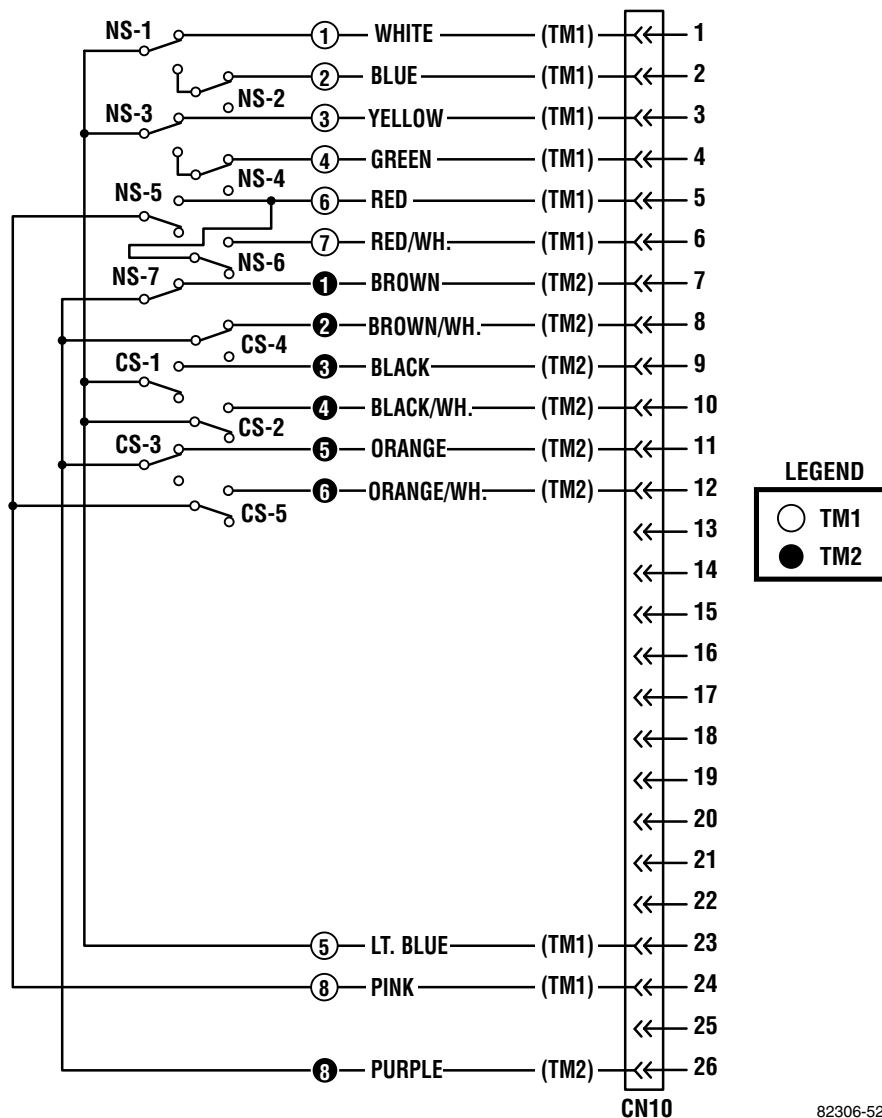 NS-1 1 WHITE (TM1) 1
2 BLUE (TM1) 2
NS-2
NS-3 3 YELLOW (TM1) 3
4 GREEN (TM1) 4
NS-4
NS-5 6 RED (TM1) 5
7 RED/WH. (TM1) 6
NS-6
NS-7 1 BROWN (TM2) 7
2 BROWN/WH. (TM2) 8
CS-4
CS-1 3 BLACK (TM2) 9
4 BLACK/WH. (TM2) 10
CS-2
CS-3 5 ORANGE (TM2) 11
6 ORANGE/WH. (TM2) 12
CS-5
13
14
15
16
17
18
19
20
21
22
5 LT. BLUE (TM1) 23
8 PINK (TM1) 24
25
8 PURPLE (TM2) 26
CN10
LEGEND
TM1
TM2
82306-52